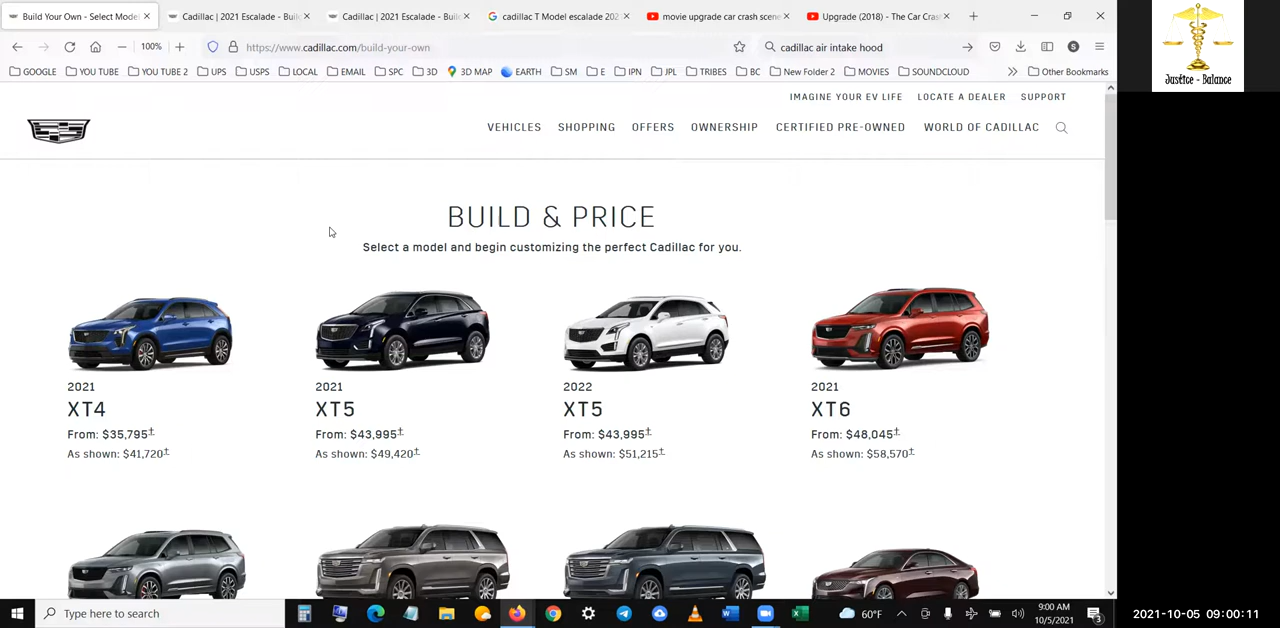 Build Your Own - Select Model
Cadillac | 2021 Escalade - Buil
Cadillac | 2021 Escalade - Buil
cadillac T Model escalade 202
movie upgrade car crash scene
Upgrade (2018) - The Car Cras
100%
https://www.cadillac.com/build-your-own
cadillac air intake hood
S
GOOGLE
YOU TUBE
YOU TUBE 2
UPS
USPS
LOCAL
EMAIL
SPC
3D
3D MAP
EARTH
SM
E
IPN
JPL
TRIBES
BC
New Folder 2
MOVIES
SOUNDCLOUD
Other Bookmarks
Justice - Balance
IMAGINE YOUR EV LIFE
LOCATE A DEALER
SUPPORT
VEHICLES
SHOPPING
OFFERS
OWNERSHIP
CERTIFIED PRE-OWNED
WORLD OF CADILLAC
BUILD & PRICE
Select a model and begin customizing the perfect Cadillac for you.
2021
XT4
From: $35,795‡
As shown: $41,720‡
2021
XT5
From: $43,995‡
As shown: $49,420‡
2022
XT5
From: $43,995‡
As shown: $51,215‡
2021
XT6
From: $48,045‡
As shown: $58,570‡
Type here to search
60°F
9:00 AM
10/5/2021
3
2021-10-05 09:00:11